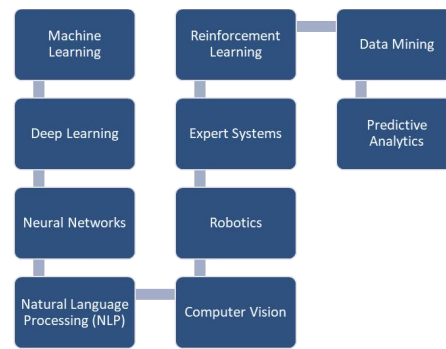 Machine
Learning
Deep Learning
Neural Networks
Natural Language
Processing (NLP)
Computer Vision
Robotics
Expert Systems
Reinforcement
Learning
Data Mining
Predictive
Analytics